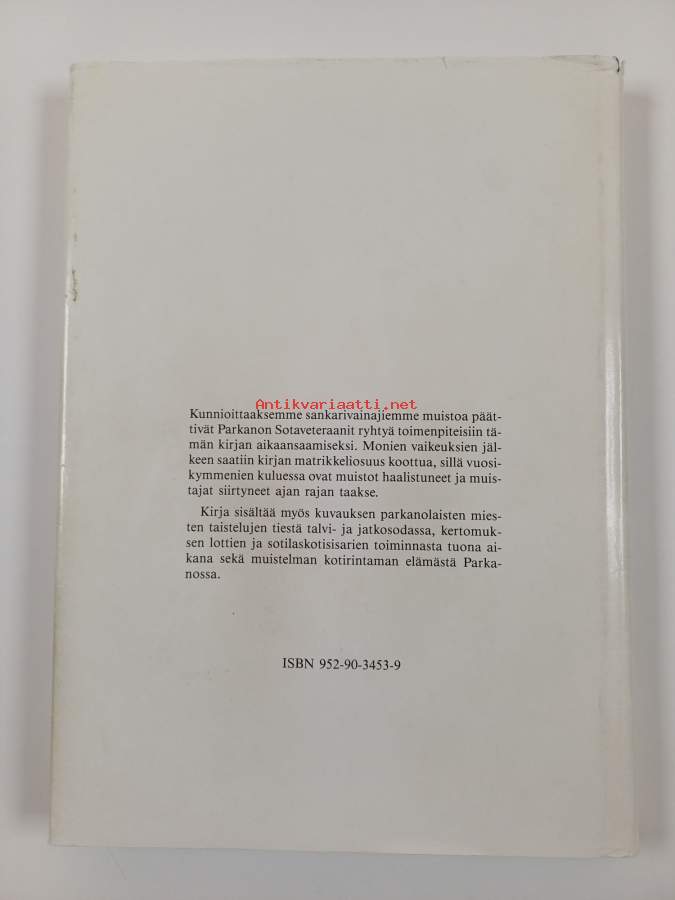 Antikvariaatti.net
Kunnioittaaksemme sankarivainajiemme muistoa päät-
tivät Parkanon Sotaveteraanit ryhtyä toimenpiteisiin tä-
män kirjan aikaansaamiseksi. Monien vaikeuksien jäl-
keen saatiin kirjan matrikkeliosuus koottua, sillä vuosi-
kymmenien kuluessa ovat muistot haalistuneet ja muis-
tajat siirtyneet ajan rajan taakse.
Kirja sisältää myös kuvauksen parkanolaisten mies-
ten taistelujen tiestä talvi- ja jatkosodassa, kertomuk-
sen lottien ja sotilaskotisisarien toiminnasta tuona ai-
kana sekä muistelman kotirintaman elämästä Parka-
nossa.
ISBN 952-90-3453-9